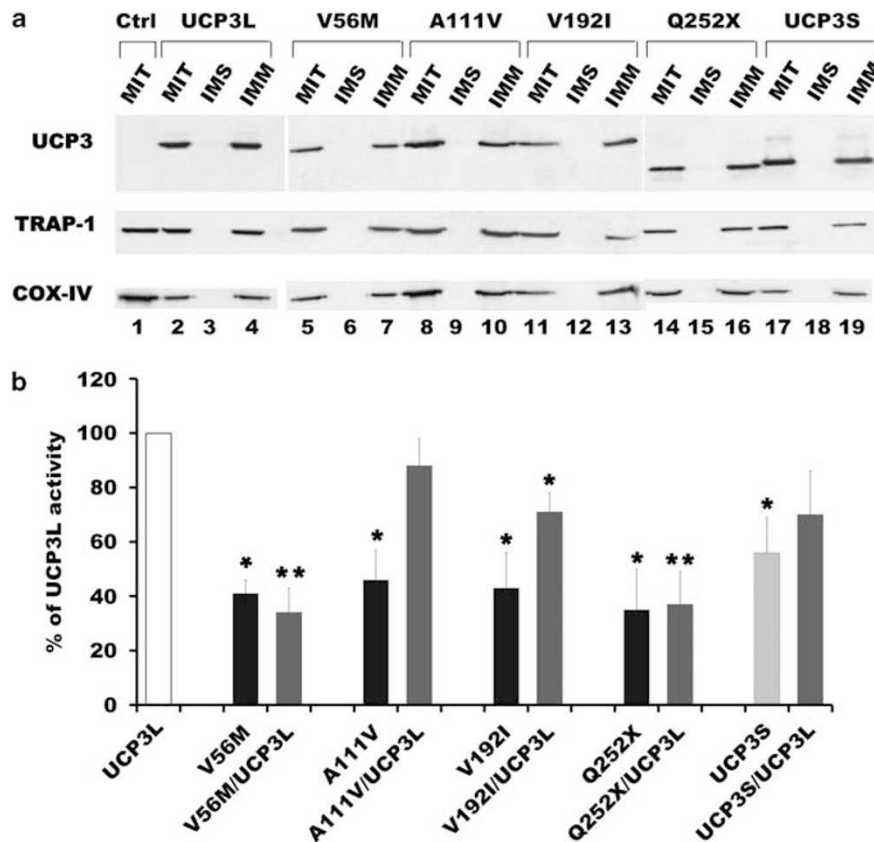 a
Ctrl UCP3L V56M A111V V192I Q252X UCP3S
MIT MIT IMS IMM MIT IMS IMM MIT IMS IMM MIT IMS IMM MIT IMS IMM MIT IMS IMM
UCP3
TRAP-1
COX-IV
1 2 3 4 5 6 7 8 9 10 11 12 13 14 15 16 17 18 19
b
% of UCP3L activity
120
100
80
60
40
20
0
* ** * * * * ** *
UCP3L
V56M
V56M/UCP3L
A111V
A111V/UCP3L
V192I
V192I/UCP3L
Q252X
Q252X/UCP3L
UCP3S
UCP3S/UCP3L